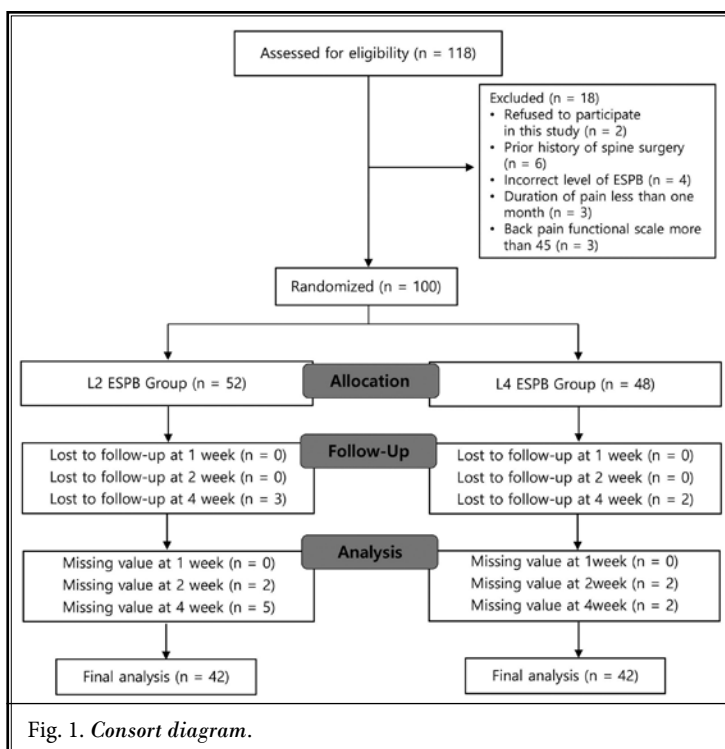 Assessed for eligibility (n = 118)
Excluded (n = 18)
• Refused to participate
in this study (n = 2)
• Prior history of spine surgery
(n = 6)
• Incorrect level of ESPB (n = 4)
• Duration of pain less than one
month (n = 3)
• Back pain functional scale more
than 45 (n = 3)
Randomized (n = 100)
L2 ESPB Group (n = 52)
Allocation
L4 ESPB Group (n = 48)
Lost to follow-up at 1 week (n = 0)
Lost to follow-up at 2 week (n = 0)
Lost to follow-up at 4 week (n = 3)
Follow-Up
Lost to follow-up at 1 week (n = 0)
Lost to follow-up at 2 week (n = 0)
Lost to follow-up at 4 week (n = 2)
Analysis
Missing value at 1 week (n = 0)
Missing value at 2 week (n = 2)
Missing value at 4 week (n = 5)
Missing value at 1week (n = 0)
Missing value at 2week (n = 2)
Missing value at 4week (n = 2)
Final analysis (n = 42)
Final analysis (n = 42)
Fig. 1. Consort diagram.